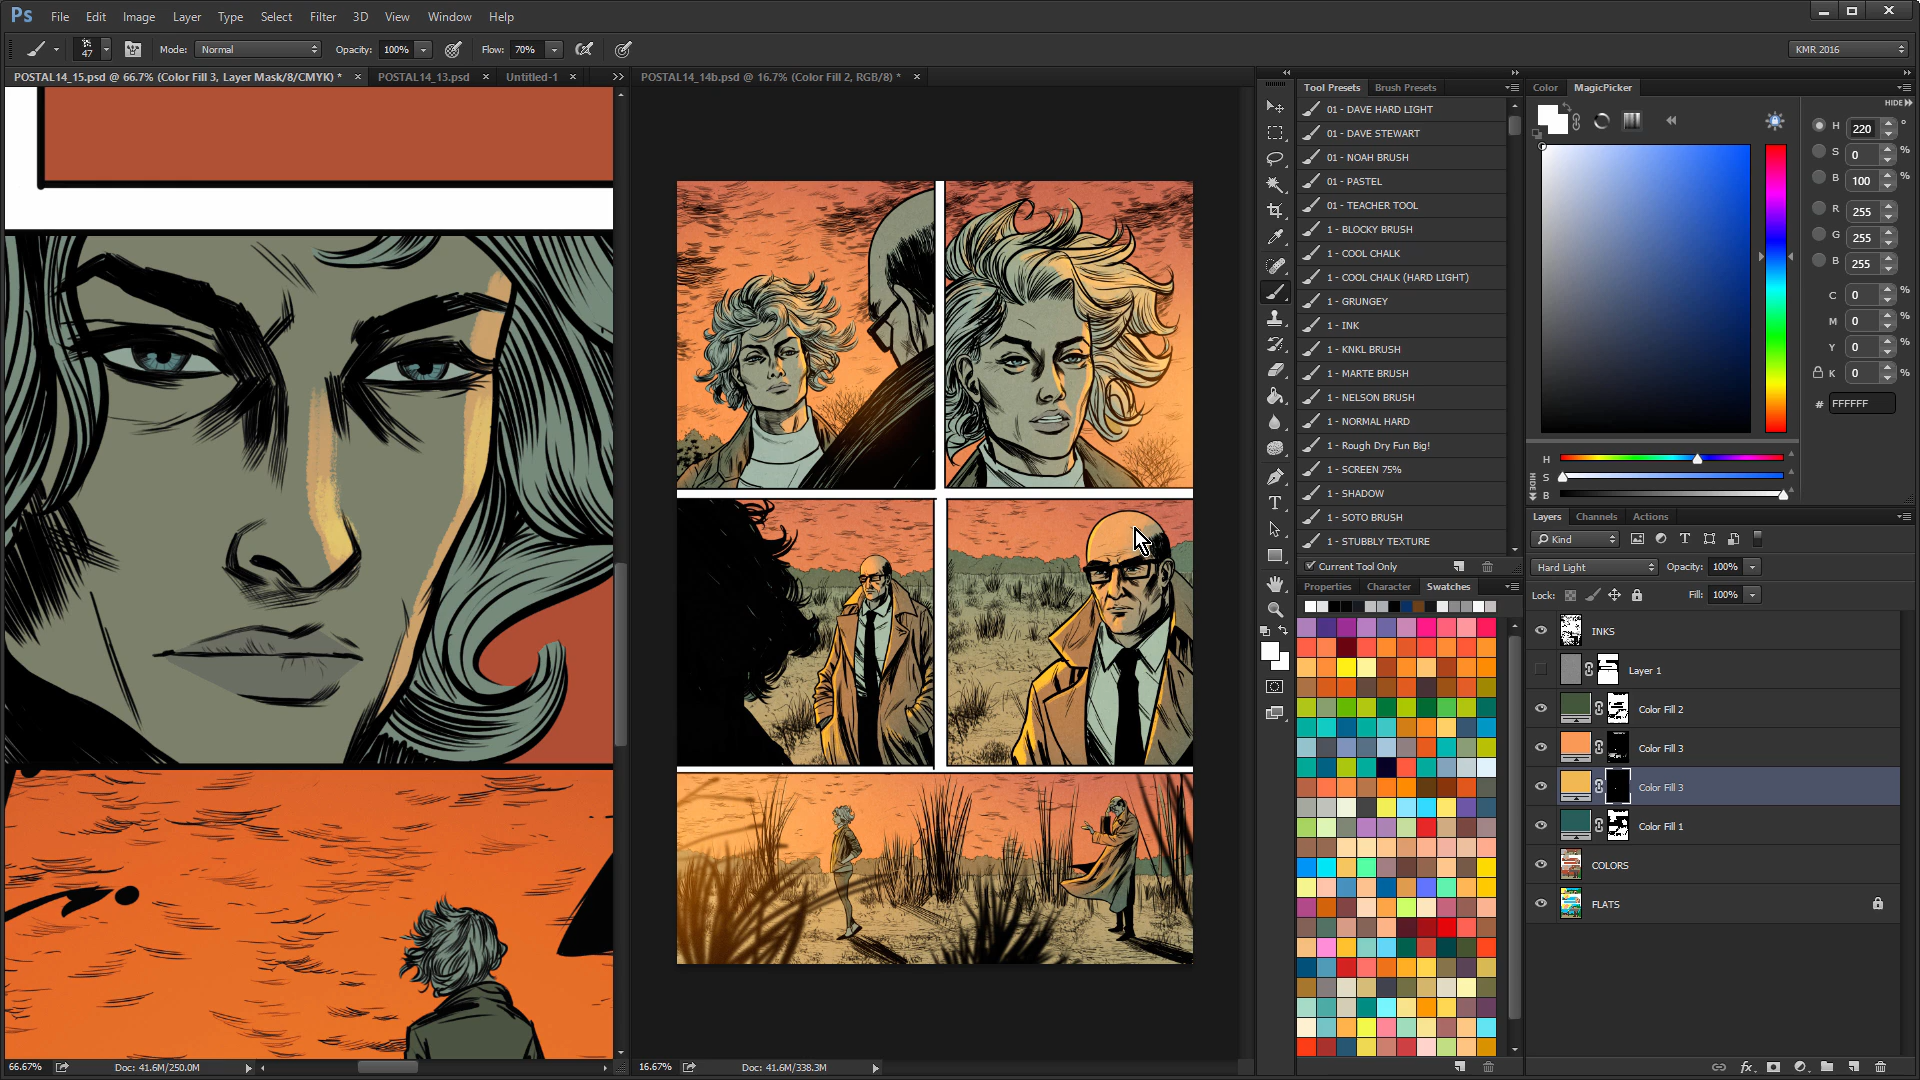 Ps File Edit Image Layer Type Select Filter 3D View Window Help
47 Mode: Normal Opacity: 100% Flow: 70% KMR 2016
POSTAL14_15.psd @ 66.7% (Color Fill 3, Layer Mask/8/CMYK) * × POSTAL14_13.psd × Untitled-1 × >> POSTAL14_14b.psd @ 16.7% (Color Fill 2, RGB/8) * ×
Tool Presets Brush Presets
01 - DAVE HARD LIGHT
01 - DAVE STEWART
01 - NOAH BRUSH
01 - PASTEL
01 - TEACHER TOOL
1 - BLOCKY BRUSH
1 - COOL CHALK
1 - COOL CHALK (HARD LIGHT)
1 - GRUNGEY
1 - INK
1 - KNKL BRUSH
1 - MARTE BRUSH
1 - NELSON BRUSH
1 - NORMAL HARD
1 - Rough Dry Fun Big!
1 - SCREEN 75%
1 - SHADOW
1 - SOTO BRUSH
1 - STUBBLY TEXTURE
Current Tool Only
Properties Character Swatches
Color MagicPicker
HIDE
H 220 °
S 0 %
B 100 %
R 255
G 255
B 255
C 0 %
M 0 %
Y 0 %
K 0 %
# FFFFFF
H
S
B
HIDE
Layers Channels Actions
Kind
Hard Light Opacity: 100%
Lock: Fill: 100%
INKS
Layer 1
Color Fill 2
Color Fill 3
Color Fill 3
Color Fill 1
COLORS
FLATS
fx
66.67% Doc: 41.6M/250.0M
16.67% Doc: 41.6M/338.3M